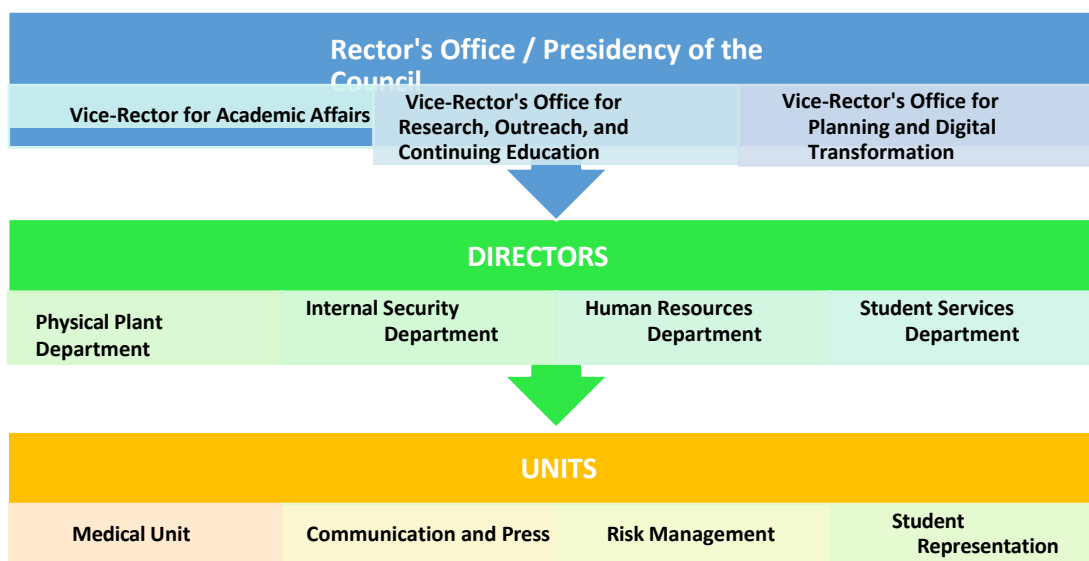 Rector's Office / Presidency of the
Council
Vice-Rector for Academic Affairs
Vice-Rector's Office for
Research, Outreach, and
Continuing Education
Vice-Rector's Office for
Planning and Digital
Transformation
DIRECTORS
Physical Plant
Department
Internal Security
Department
Human Resources
Department
Student Services
Department
UNITS
Medical Unit
Communication and Press
Risk Management
Student
Representation